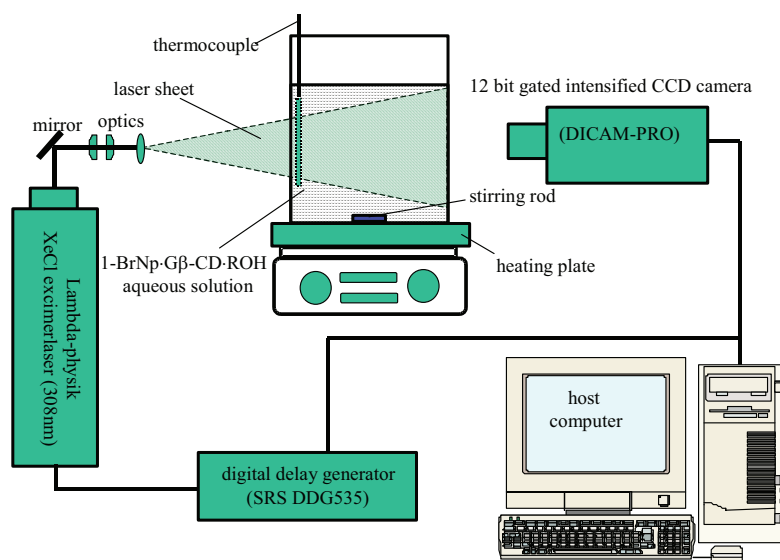 thermocouple
laser sheet
mirror
optics
12 bit gated intensified CCD camera
(DICAM-PRO)
stirring rod
1-BrNp·Gβ-CD·ROH
aqueous solution
heating plate
Lambda-physik
XeCl excimerlaser (308nm)
host
computer
digital delay generator
(SRS DDG535)